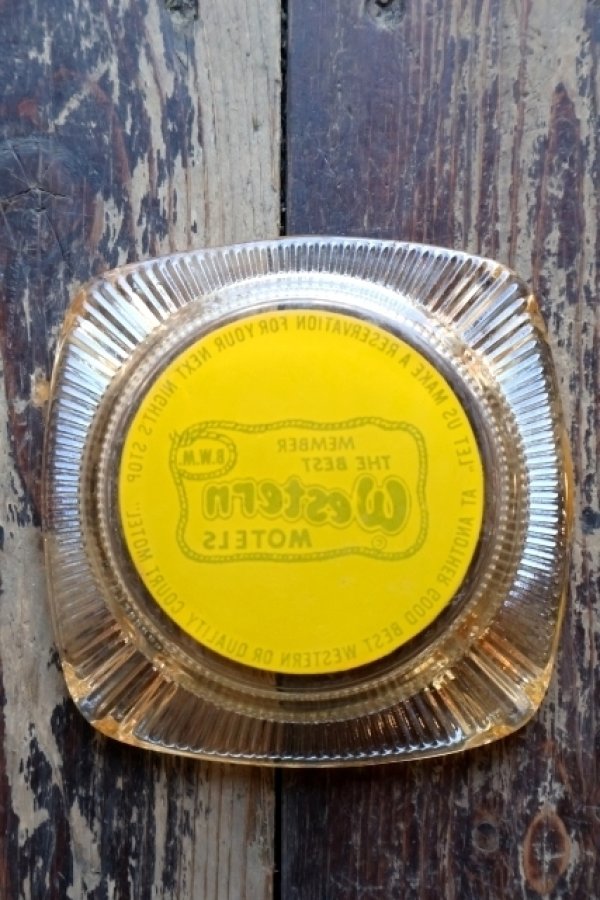 "LET US MAKE A RESERVATION FOR YOUR NEXT NIGHT'S STOP
AT ANOTHER GOOD BEST WESTERN OR QUALITY COURT MOTEL"
MEMBER
THE BEST
B.W.M.
Western
MOTELS
©